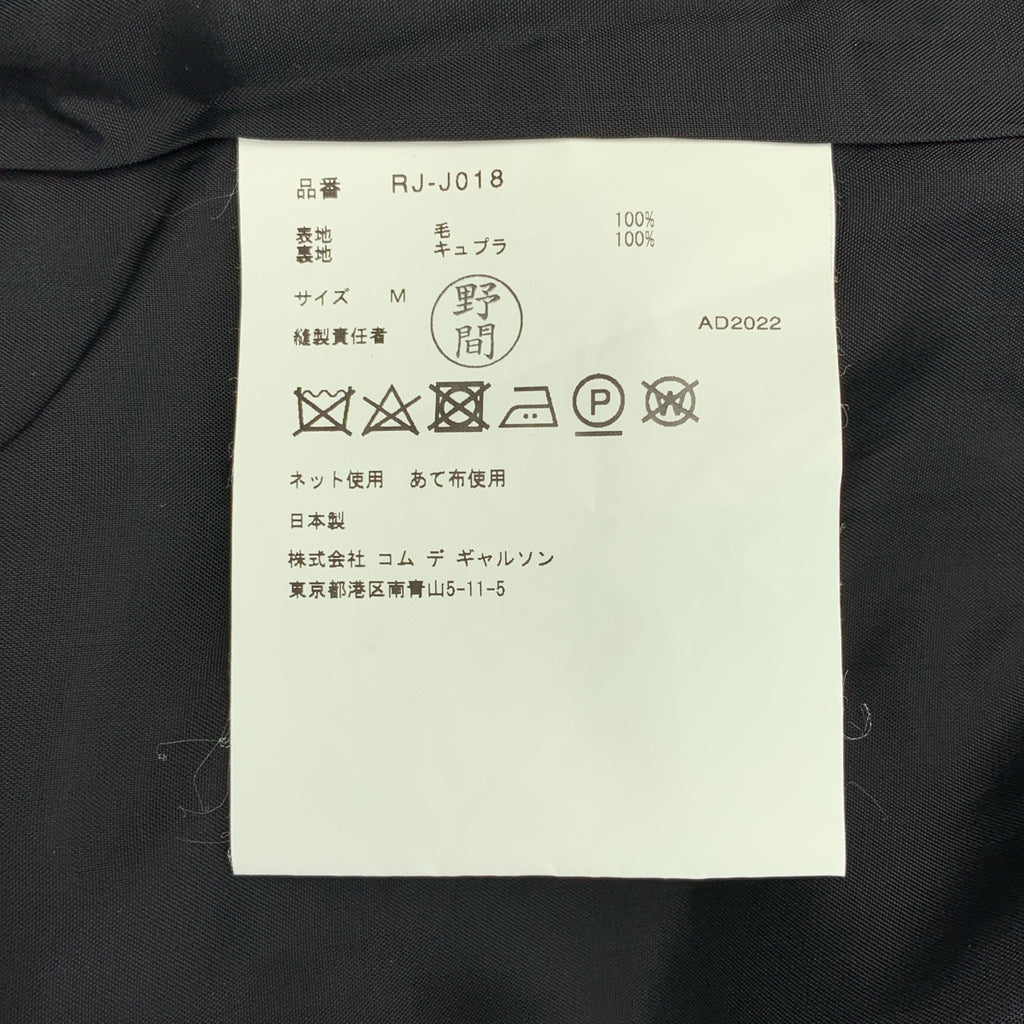 品番 RJ-J018
表地 毛 100%
裏地 キュプラ 100%
サイズ M
縫製責任者 野間 AD2022
P W
ネット使用 あて布使用
日本製
株式会社 コム デ ギャルソン
東京都港区南青山5-11-5